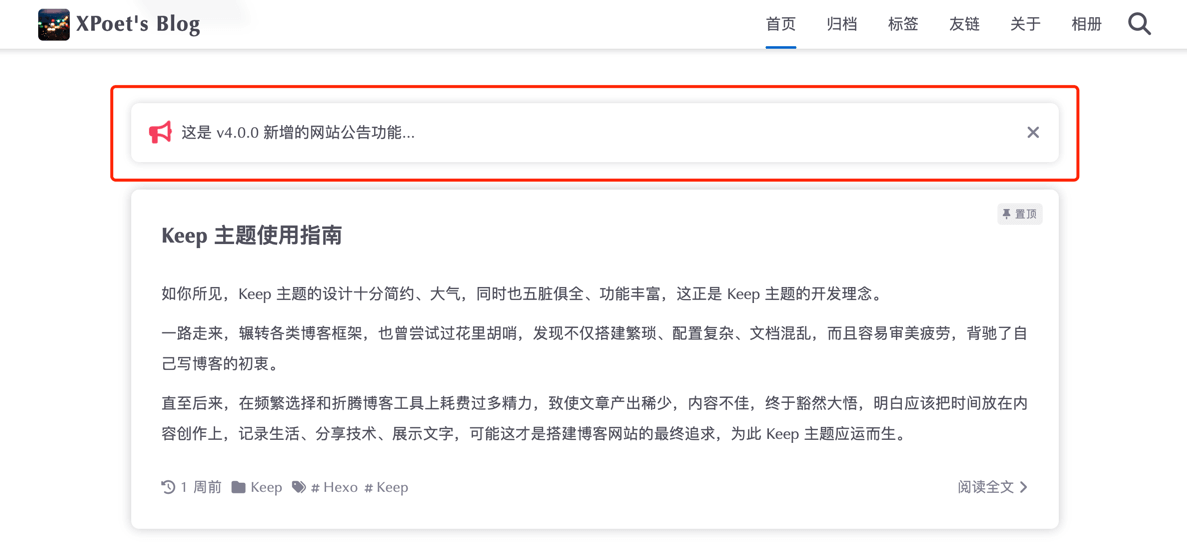 XPoet's Blog
首页 归档 标签 友链 关于 相册
这是 v4.0.0 新增的网站公告功能...
置顶
Keep 主题使用指南
如你所见，Keep 主题的设计十分简约、大气，同时也五脏俱全、功能丰富，这正是 Keep 主题的开发理念。
一路走来，辗转各类博客框架，也曾尝试过花里胡哨，发现不仅搭建繁琐、配置复杂、文档混乱，而且容易审美疲劳，背驰了自
己写博客的初衷。
直至后来，在频繁选择和折腾博客工具上耗费过多精力，致使文章产出稀少，内容不佳，终于豁然大悟，明白应该把时间放在内
容创作上，记录生活、分享技术、展示文字，可能这才是搭建博客网站的最终追求，为此 Keep 主题应运而生。
1 周前 Keep # Hexo # Keep 阅读全文